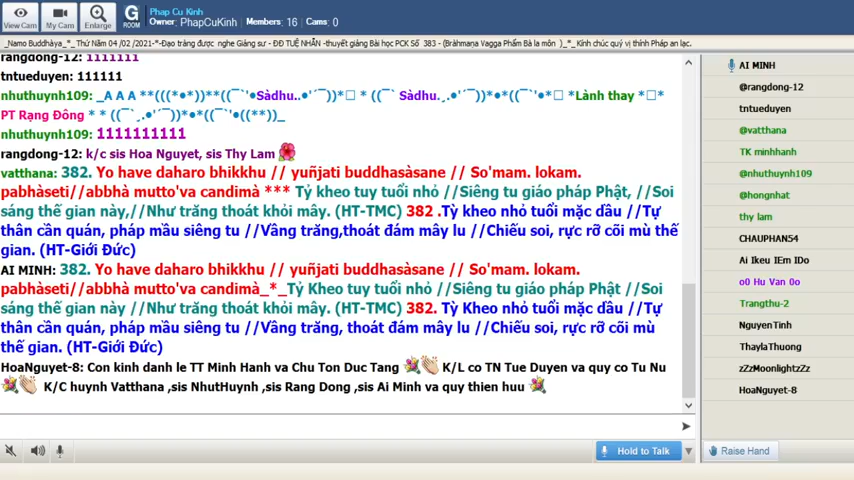 View Cam
My Cam
Enlarge
G
ROOM
Phap Cu Kinh
Owner: PhapCuKinh , Members: 16 , Cams: 0
_Namo Buddhàya_*_ Thứ Năm 04 /02 /2021-*-Đạo tràng được nghe Giảng sư - ĐĐ TUỆ NHẪN -thuyết giảng Bài học PCK Số 383 - (Bràhmana Vagga Phẩm Bà la môn )_*_ Kính chúc quý vị thính Pháp an lạc.
rangdong-12: 1111111
tntueduyen: 111111
nhuthuynh109: _A A A **(((*•*))**((¯`'•Sàdhu..•'´¯))*•
* ((¯` Sàdhu.,.•'´¯))*•*((¯`'•*
*Lành thay *
*
PT Rạng Đông * * ((¯`´,.•'´¯))*•*((¯`'•((**))_
nhuthuynh109: 1111111111
rangdong-12: k/c sis Hoa Nguyet, sis Thy Lam
vatthana: 382. Yo have daharo bhikkhu // yuñjati buddhasàsane // So'mam. lokam.
pabhàseti//abbhà mutto'va candimà *** Tỷ kheo tuy tuổi nhỏ //Siêng tu giáo pháp Phật, //Soi
sáng thế gian này,//Như trăng thoát khỏi mây. (HT-TMC) 382 .Tỳ kheo nhỏ tuổi mặc dầu //Tự
thân cần quán, pháp mầu siêng tu //Vầng trăng,thoát đám mây lu //Chiếu soi, rực rỡ cõi mù thế
gian. (HT-Giới Đức)
AI MINH: 382. Yo have daharo bhikkhu // yuñjati buddhasàsane // So'mam. lokam.
pabhàseti//abbhà mutto'va candimà_*_Tỷ Kheo tuy tuổi nhỏ //Siêng tu giáo pháp Phật //Soi
sáng thế gian này //Như trăng thoát khỏi mây. (HT-TMC) 382. Tỳ Kheo nhỏ tuổi mặc dầu //Tự
thân cần quán, pháp mầu siêng tu //Vầng trăng, thoát đám mây lu //Chiếu soi, rực rỡ cõi mù
thế gian. (HT-Giới Đức)
HoaNguyet-8: Con kinh danh le TT Minh Hanh va Chu Ton Duc Tang K/L co TN Tue Duyen va quy co Tu Nu
K/C huynh Vatthana ,sis NhutHuynh ,sis Rang Dong ,sis Ai Minh va quy thien huu
Hold to Talk
AI MINH
@rangdong-12
tntueduyen
@vatthana
TK minhhanh
@nhuthuynh109
@hongnhat
thy lam
CHAUPHAN54
Ai Ikeu IEm IDo
o0 Hu Van 0o
Trangthu-2
NguyenTinh
ThaylaThuong
zZzMoonlightzZz
HoaNguyet-8
Raise Hand